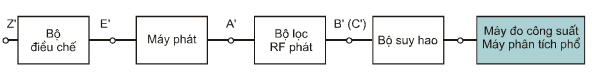 Z' E' A' B' (C')
Bộ
điều chế
Máy phát
Bộ lọc
RF phát
Bộ suy hao
Máy đo công suất
Máy phân tích phổ